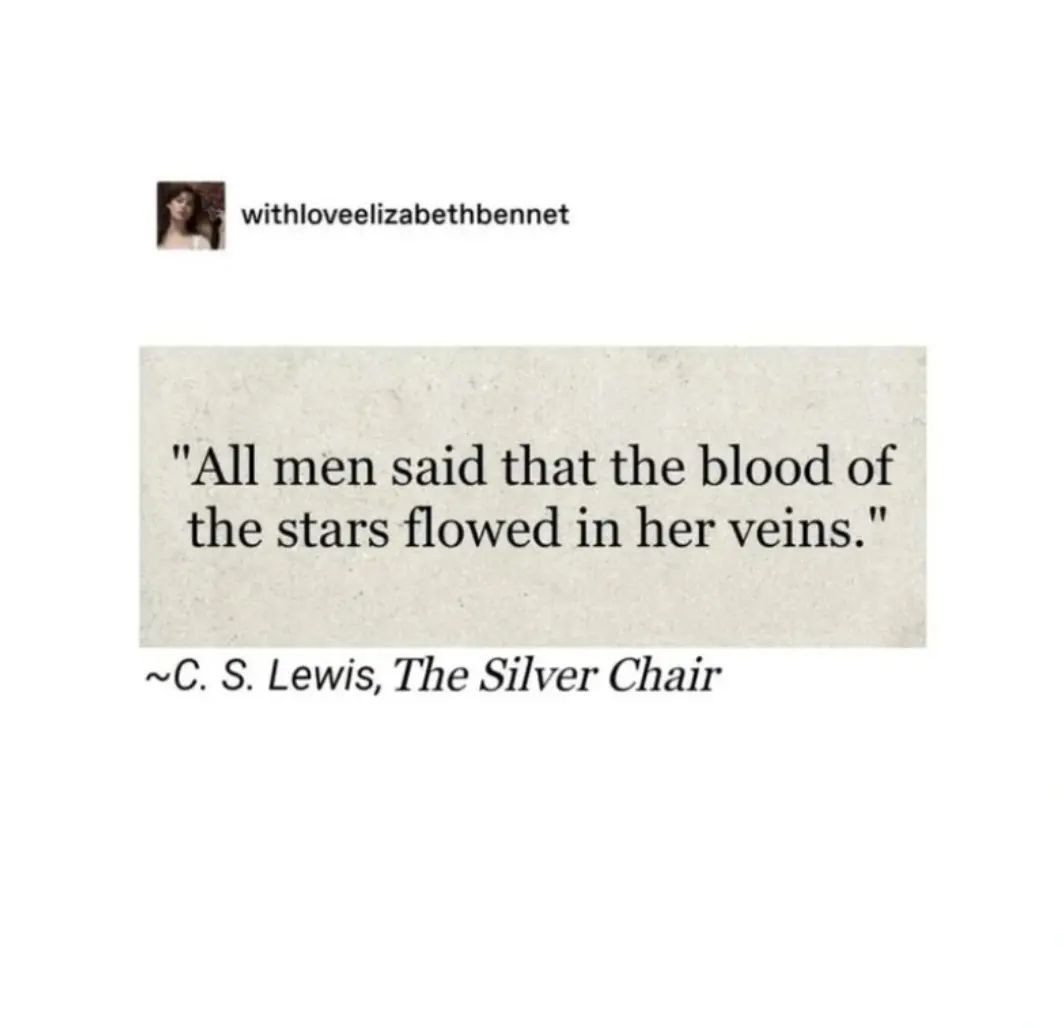 withloveelizabethbennet
"All men said that the blood of
the stars flowed in her veins."
~C. S. Lewis, The Silver Chair